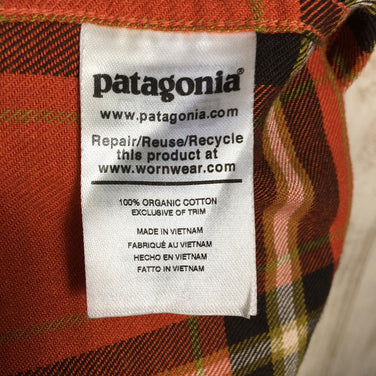 patagonia®
www.patagonia.com
Repair/Reuse/Recycle
this product at
www.wornwear.com
100% ORGANIC COTTON
EXCLUSIVE OF TRIM
MADE IN VIETNAM
FABRIQUÉ AU VIETNAM
HECHO EN VIETNAM
FATTO IN VIETNAM